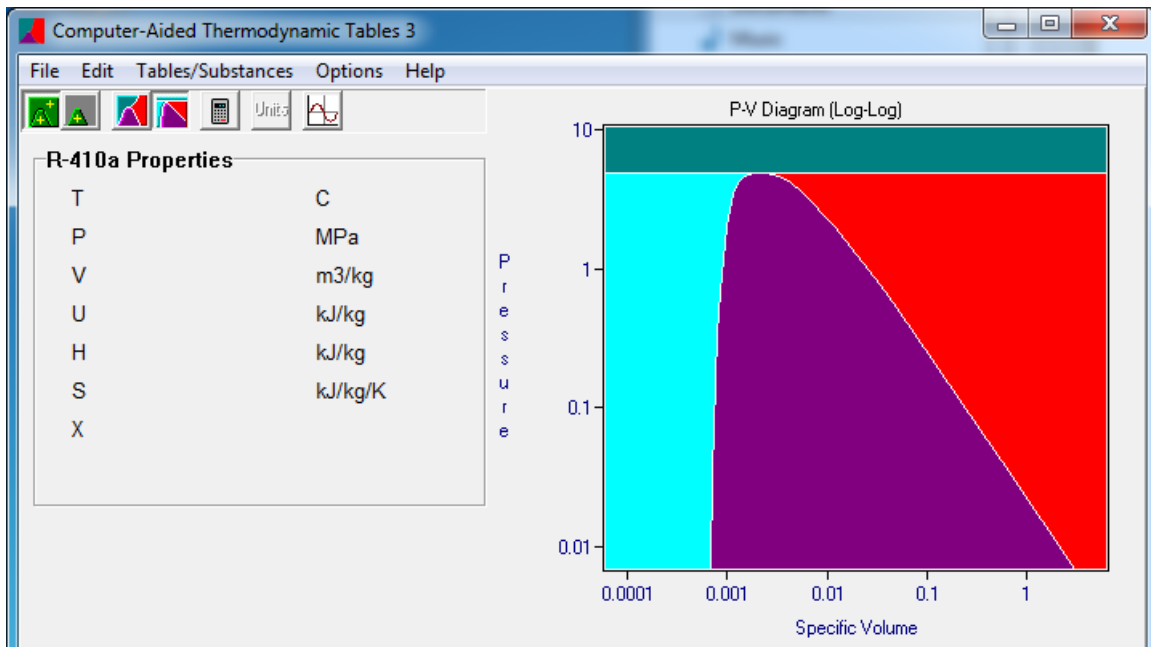 Computer-Aided Thermodynamic Tables 3
Music
File Edit Tables/Substances Options Help
Units
R-410a Properties
T C
P MPa
V m3/kg
U kJ/kg
H kJ/kg
S kJ/kg/K
X
P-V Diagram (Log-Log)
Pressure
10
1
0.1
0.01
0.0001 0.001 0.01 0.1 1
Specific Volume